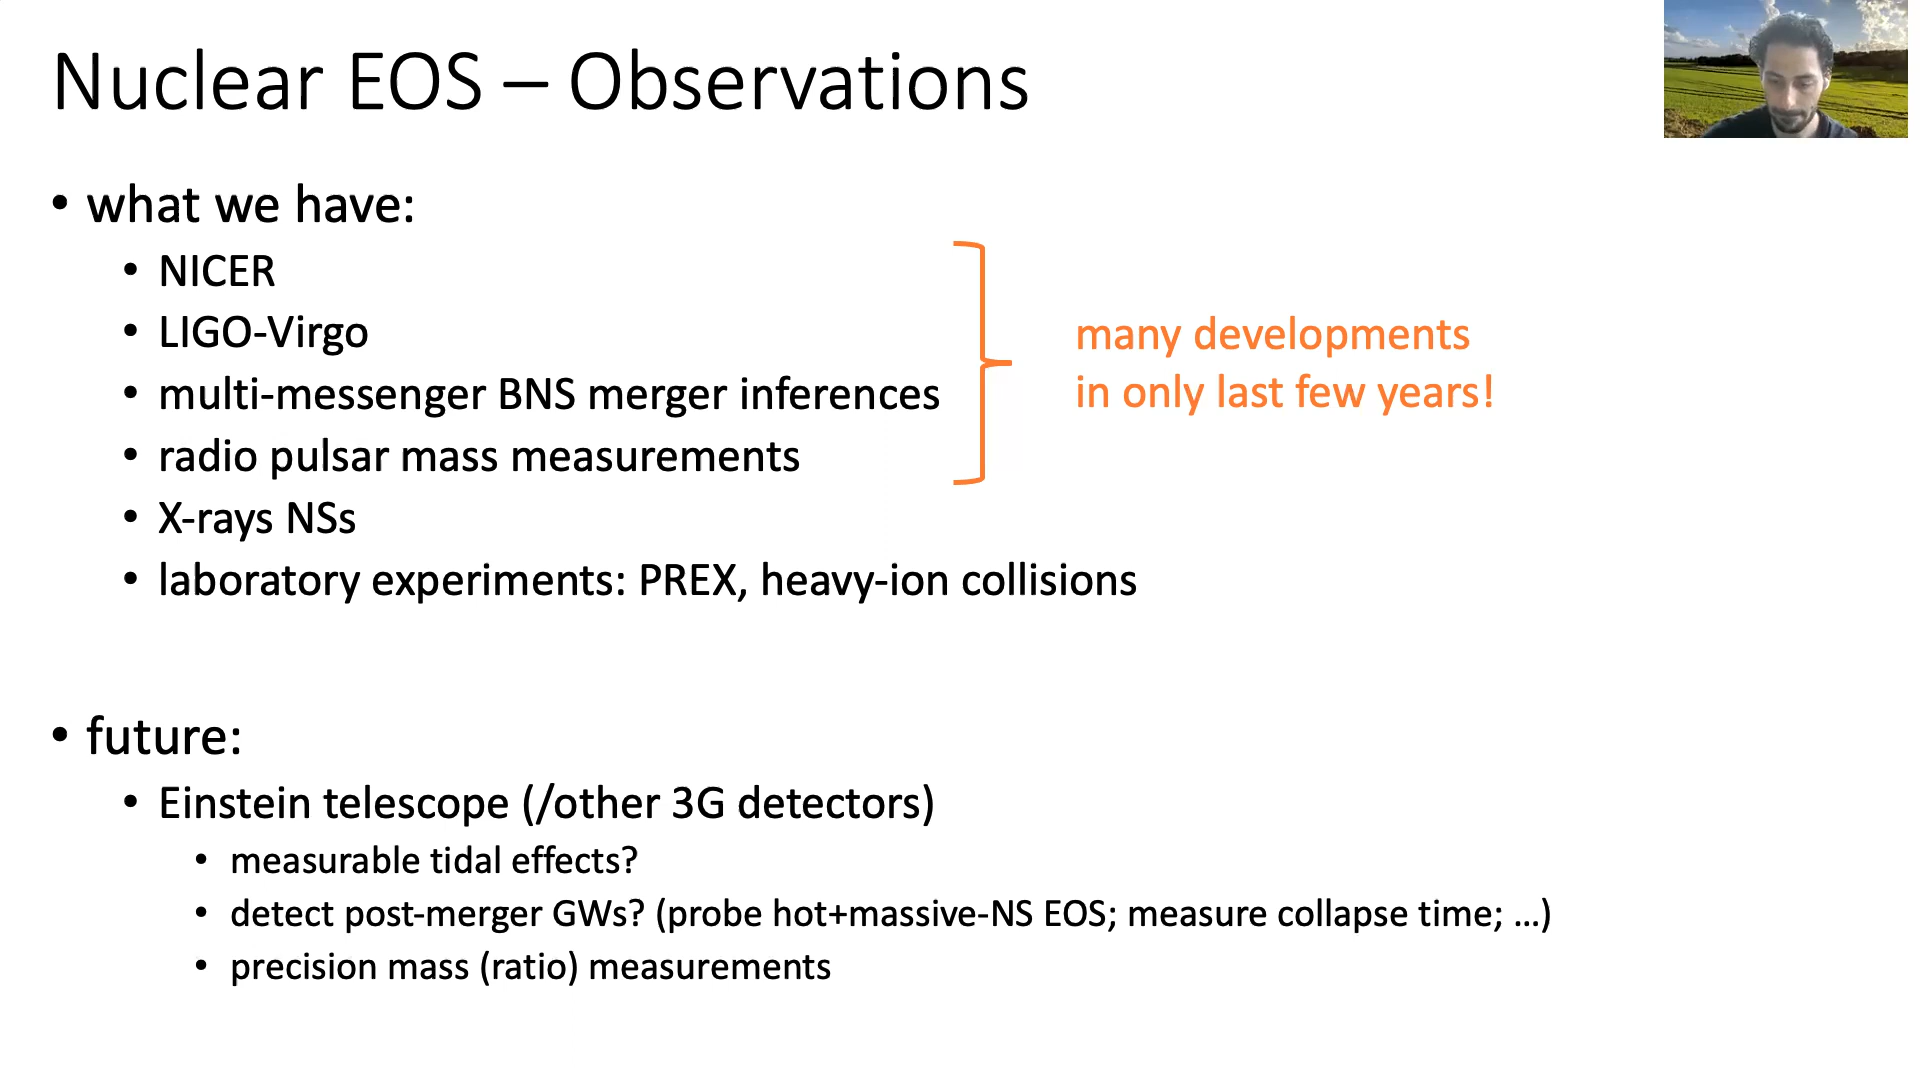 Nuclear EOS – Observations
• what we have:
• NICER
• LIGO-Virgo
• multi-messenger BNS merger inferences
• radio pulsar mass measurements
• X-rays NSs
• laboratory experiments: PREX, heavy-ion collisions
many developments
in only last few years!
• future:
• Einstein telescope (/other 3G detectors)
• measurable tidal effects?
• detect post-merger GWs? (probe hot+massive-NS EOS; measure collapse time; …)
• precision mass (ratio) measurements